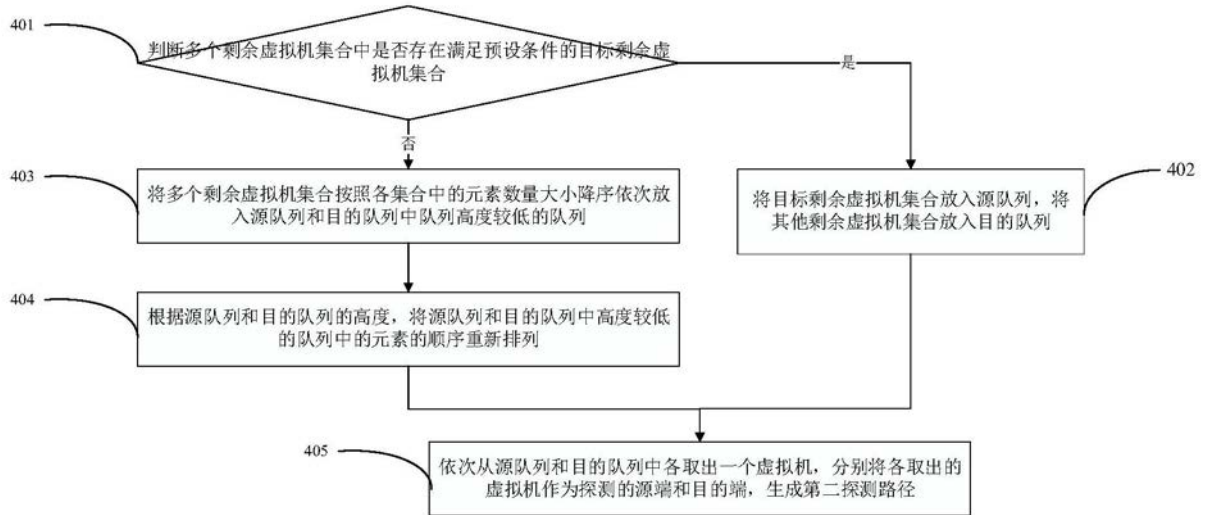 401
判断多个剩余虚拟机集合中是否存在满足预设条件的目标剩余虚
拟机集合
是
否
403
将多个剩余虚拟机集合按照各集合中的元素数量大小降序依次放
入源队列和目的队列中队列高度较低的队列
402
将目标剩余虚拟机集合放入源队列，将
其他剩余虚拟机集合放入目的队列
404
根据源队列和目的队列的高度，将源队列和目的队列中高度较低
的队列中的元素的顺序重新排列
405
依次从源队列和目的队列中各取出一个虚拟机，分别将各取出的
虚拟机作为探测的源端和目的端，生成第二探测路径